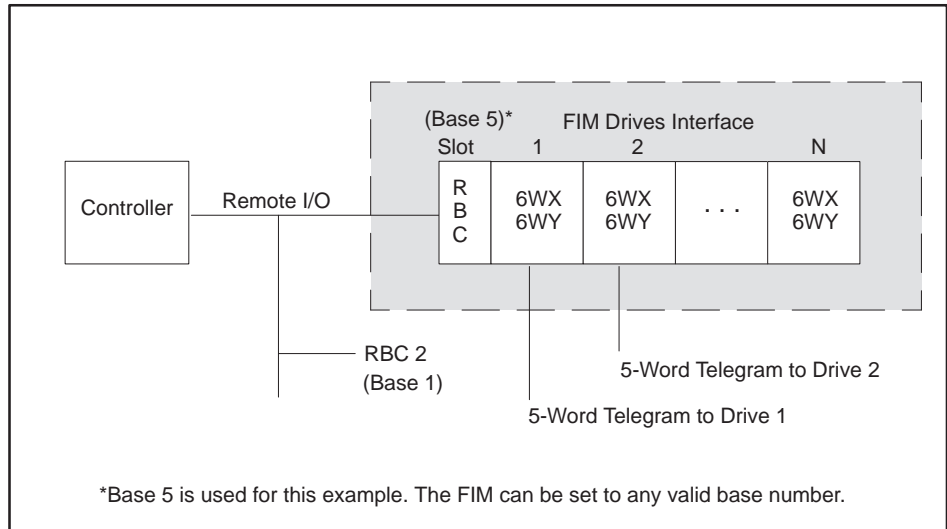 (Base 5)* FIM Drives Interface
Slot 1 2 N
Controller
Remote I/O
R
B
C
6WX
6WY
6WX
6WY
. . .
6WX
6WY
RBC 2
(Base 1)
5-Word Telegram to Drive 2
5-Word Telegram to Drive 1
*Base 5 is used for this example. The FIM can be set to any valid base number.